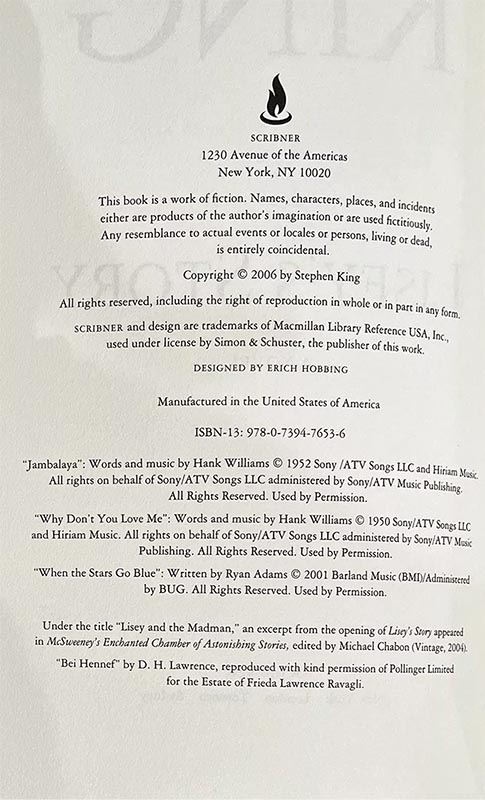 KING
SCRIBNER
1230 Avenue of the Americas
New York, NY 10020
This book is a work of fiction. Names, characters, places, and incidents
either are products of the author's imagination or are used fictitiously.
Any resemblance to actual events or locales or persons, living or dead,
is entirely coincidental.
Copyright © 2006 by Stephen King
LISEY'S STORY
All rights reserved, including the right of reproduction in whole or in part in any form.
SCRIBNER and design are trademarks of Macmillan Library Reference USA, Inc.,
used under license by Simon & Schuster, the publisher of this work.
DESIGNED BY ERICH HOBBING
Manufactured in the United States of America
ISBN-13: 978-0-7394-7653-6
"Jambalaya": Words and music by Hank Williams © 1952 Sony /ATV Songs LLC and Hiriam Music.
All rights on behalf of Sony/ATV Songs LLC administered by Sony/ATV Music Publishing.
All Rights Reserved. Used by Permission.
"Why Don't You Love Me": Words and music by Hank Williams © 1950 Sony/ATV Songs LLC
and Hiriam Music. All rights on behalf of Sony/ATV Songs LLC administered by Sony/ATV Music
Publishing. All Rights Reserved. Used by Permission.
"When the Stars Go Blue": Written by Ryan Adams © 2001 Barland Music (BMI)/Administered
by BUG. All Rights Reserved. Used by Permission.
Under the title "Lisey and the Madman," an excerpt from the opening of Lisey's Story appeared
in McSweeney's Enchanted Chamber of Astonishing Stories, edited by Michael Chabon (Vintage, 2004).
"Bei Hennef" by D. H. Lawrence, reproduced with kind permission of Pollinger Limited
for the Estate of Frieda Lawrence Ravagli.